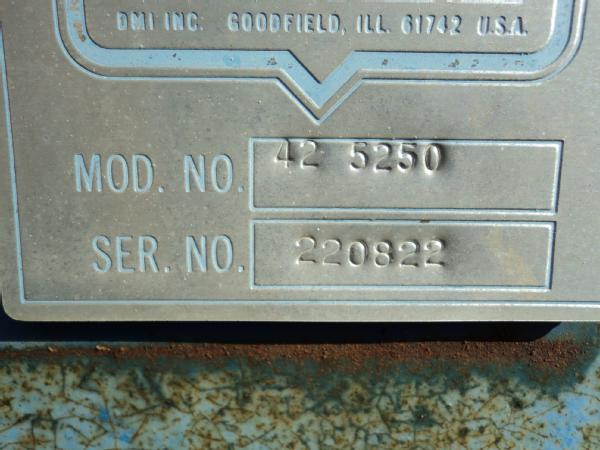 DMI INC. GOODFIELD, ILL. 61742 U.S.A.
MOD. NO. 42 5250
SER. NO. 220822